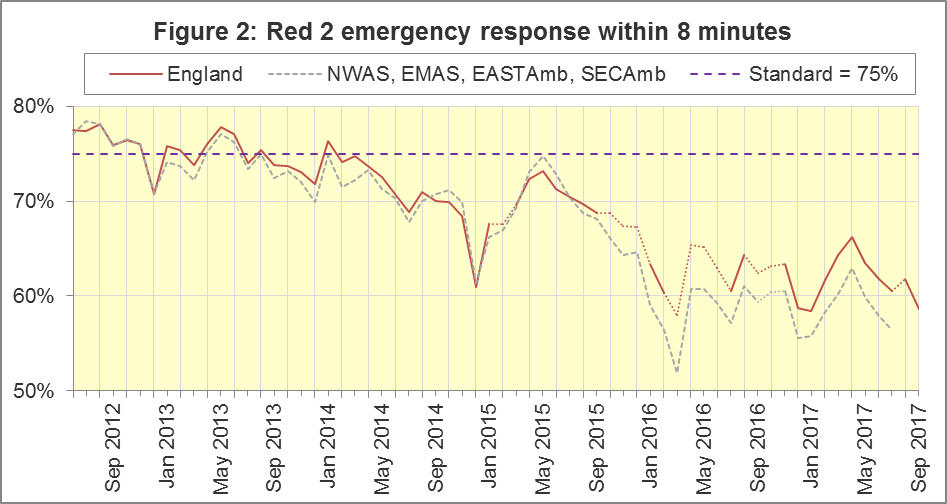 Figure 2: Red 2 emergency response within 8 minutes
England NWAS, EMAS, EASTAmb, SECAmb Standard = 75%
80%
70%
60%
50%
Sep 2012
Jan 2013
May 2013
Sep 2013
Jan 2014
May 2014
Sep 2014
Jan 2015
May 2015
Sep 2015
Jan 2016
May 2016
Sep 2016
Jan 2017
May 2017
Sep 2017